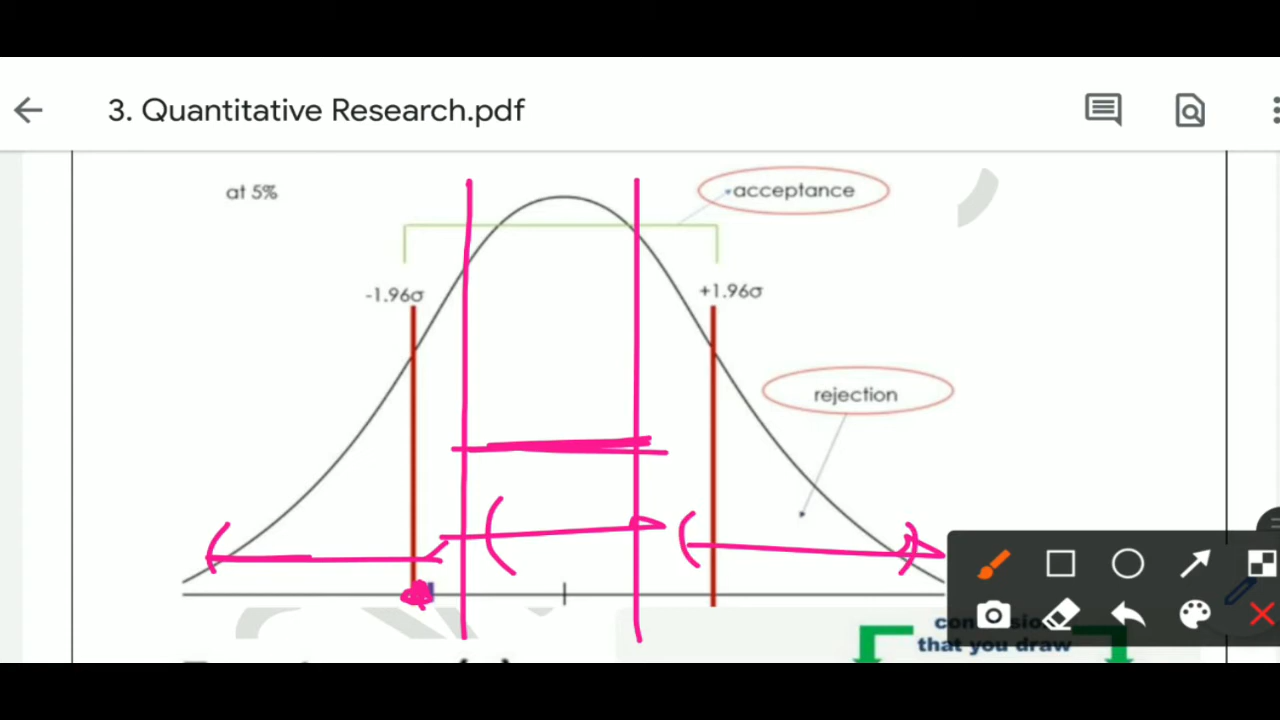 3. Quantitative Research.pdf
at 5%
acceptance
-1.96σ
+1.96σ
rejection
that you draw